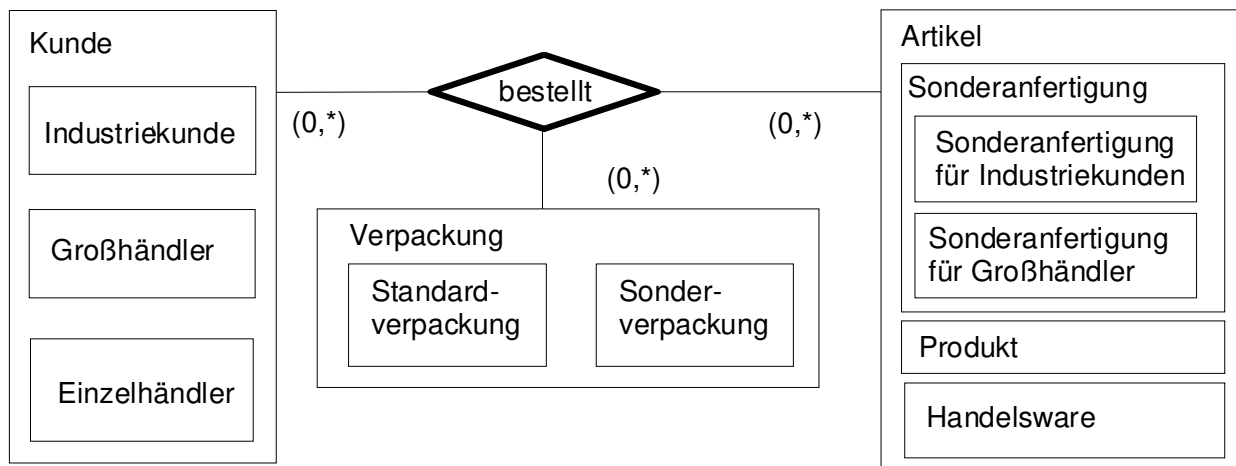 Kunde
Industriekunde
Großhändler
Einzelhändler
bestellt
(0,*)
(0,*)
(0,*)
Verpackung
Standard-
verpackung
Sonder-
verpackung
Artikel
Sonderanfertigung
Sonderanfertigung
für Industriekunden
Sonderanfertigung
für Großhändler
Produkt
Handelsware